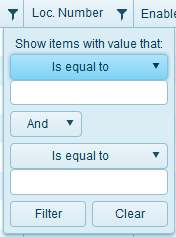 Loc. Number Enable
Show items with value that:
Is equal to
And
Is equal to
Filter Clear